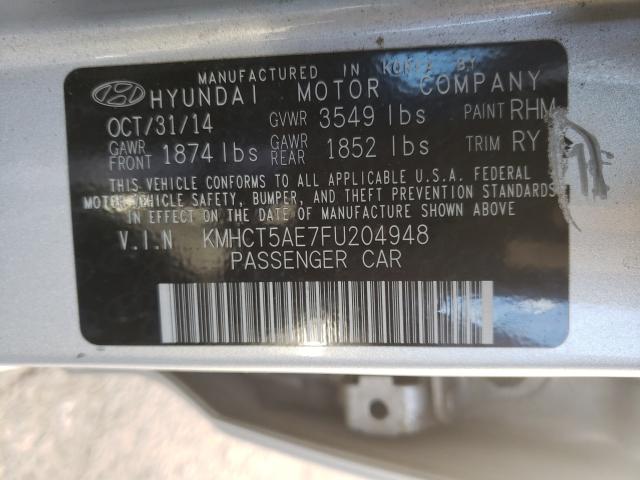 MANUFACTURED IN KOREA BY
HYUNDAI MOTOR COMPANY
OCT/31/14 GVWR 3549 lbs PAINT RHM
GAWR FRONT 1874 lbs GAWR REAR 1852 lbs TRIM RY
THIS VEHICLE CONFORMS TO ALL APPLICABLE U.S.A. FEDERAL
MOTOR VEHICLE SAFETY, BUMPER, AND THEFT PREVENTION STANDARDS
IN EFFECT ON THE DATE OF MANUFACTURE SHOWN ABOVE.
V.I.N KMHCT5AE7FU204948
PASSENGER CAR